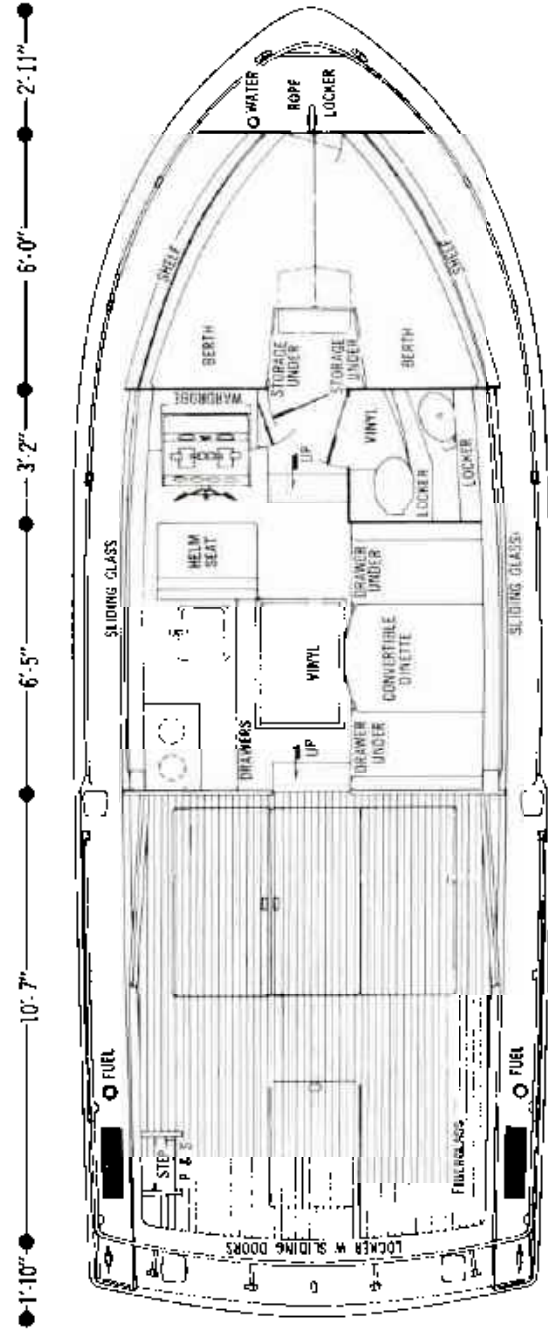 2'-11"
6'-0"
3'2"
6'-5"
10'-7"
1'-10"
WATER
ROPE
LOCKER
SHELF
SHELF
BERTH
BERTH
STORAGE
UNDER
STORAGE
UNDER
WARDROBE
VINYL
UP
LOCKER
LOCKER
HELM
SEAT
SLIDING GLASS
SLIDING GLASS
DRAWER
UNDER
VINYL
CONVERTIBLE
DINETTE
DRAWERS
UP
DRAWER
UNDER
FUEL
FUEL
STEP
P & S
FIBERGLASS
LOCKER W SLIDING DOORS